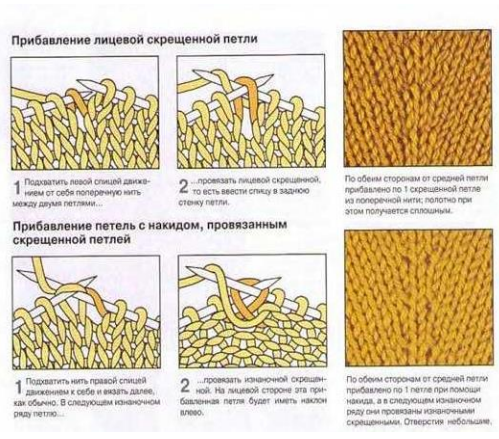 Прибавление лицевой скрещенной петли
1 Подхватить левой спицей движе-
нием от себя поперечную нить
между двумя петлями...
2 ...провязать лицевой скрещенной,
то есть ввести спицу в заднюю
стенку петли.
По обеим сторонам от средней петли
прибавлено по 1 скрещенной петле
из поперечной нити; полотно при
этом получается сплошным.
Прибавление петель с накидом, провязанным
скрещенной петлей
1 Подхватить нить правой спицей
движением к себе и вязать далее,
как обычно. В следующем изнаночном
ряду петлю...
2 ...провязать изнаночной скрещен-
ной. На лицевой стороне эта при-
бавленная петля будет иметь наклон
влево.
По обеим сторонам от средней петли
прибавлено по 1 петле при помощи
накида, а в следующем изнаночном
ряду они провязаны изнаночными
скрещенными. Отверстия небольшие.